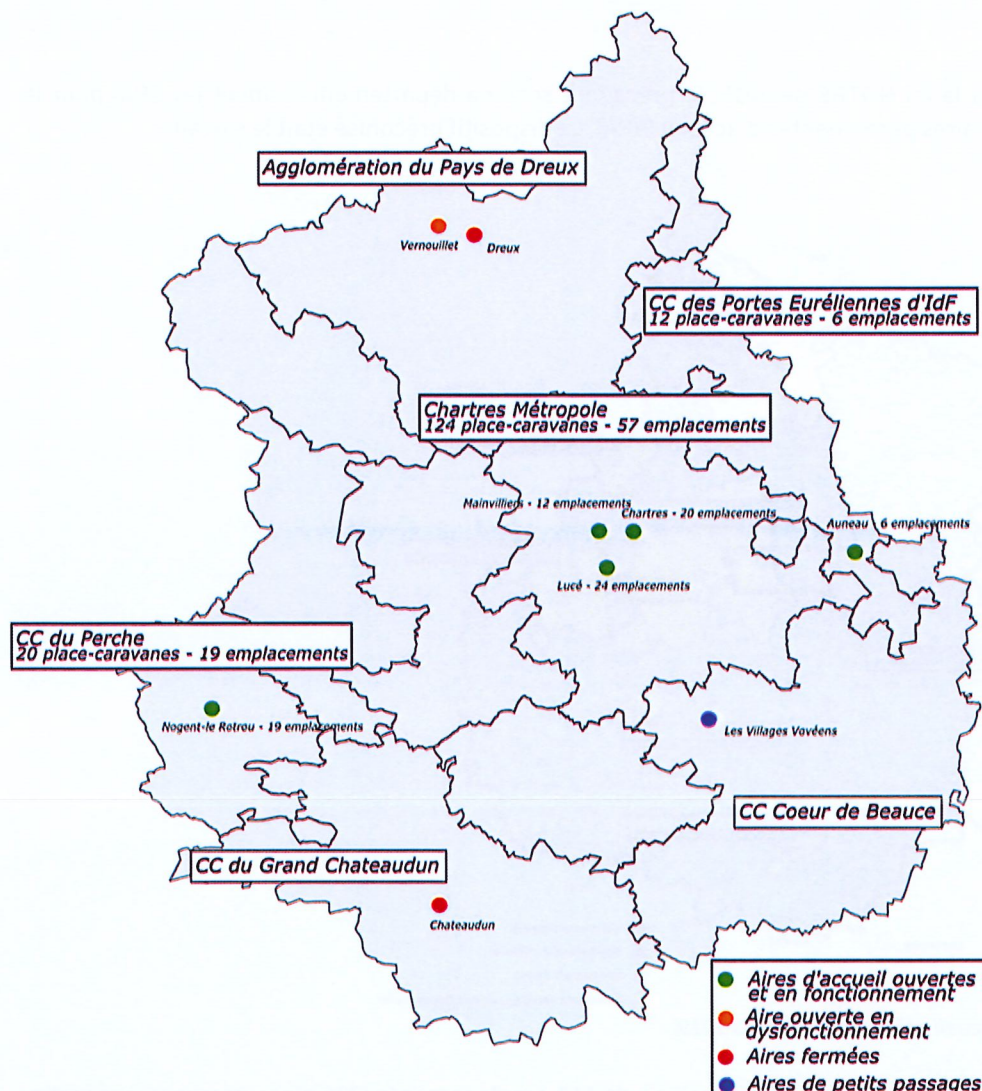 Agglomération du Pays de Dreux
Vernouillet
Dreux
CC des Portes Euréliennes d'IdF
12 place-caravanes - 6 emplacements
Chartres Métropole
124 place-caravanes - 57 emplacements
Mainvilliers - 12 emplacements
Chartres - 20 emplacements
Auneau - 6 emplacements
Lucé - 24 emplacements
CC du Perche
20 place-caravanes - 19 emplacements
Nogent-le Rotrou - 19 emplacements
Les Villages Vovéens
CC Coeur de Beauce
CC du Grand Chateaudun
Chateaudun
Aires d'accueil ouvertes
et en fonctionnement
Aire ouverte en
dysfonctionnement
Aires fermées
Aires de petits passages